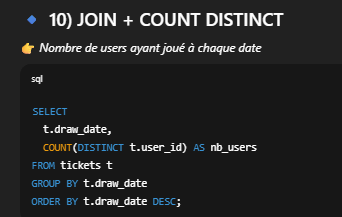 10) JOIN + COUNT DISTINCT
Nombre de users ayant joué à chaque date
sql
SELECT
t.draw_date,
COUNT(DISTINCT t.user_id) AS nb_users
FROM tickets t
GROUP BY t.draw_date
ORDER BY t.draw_date DESC;